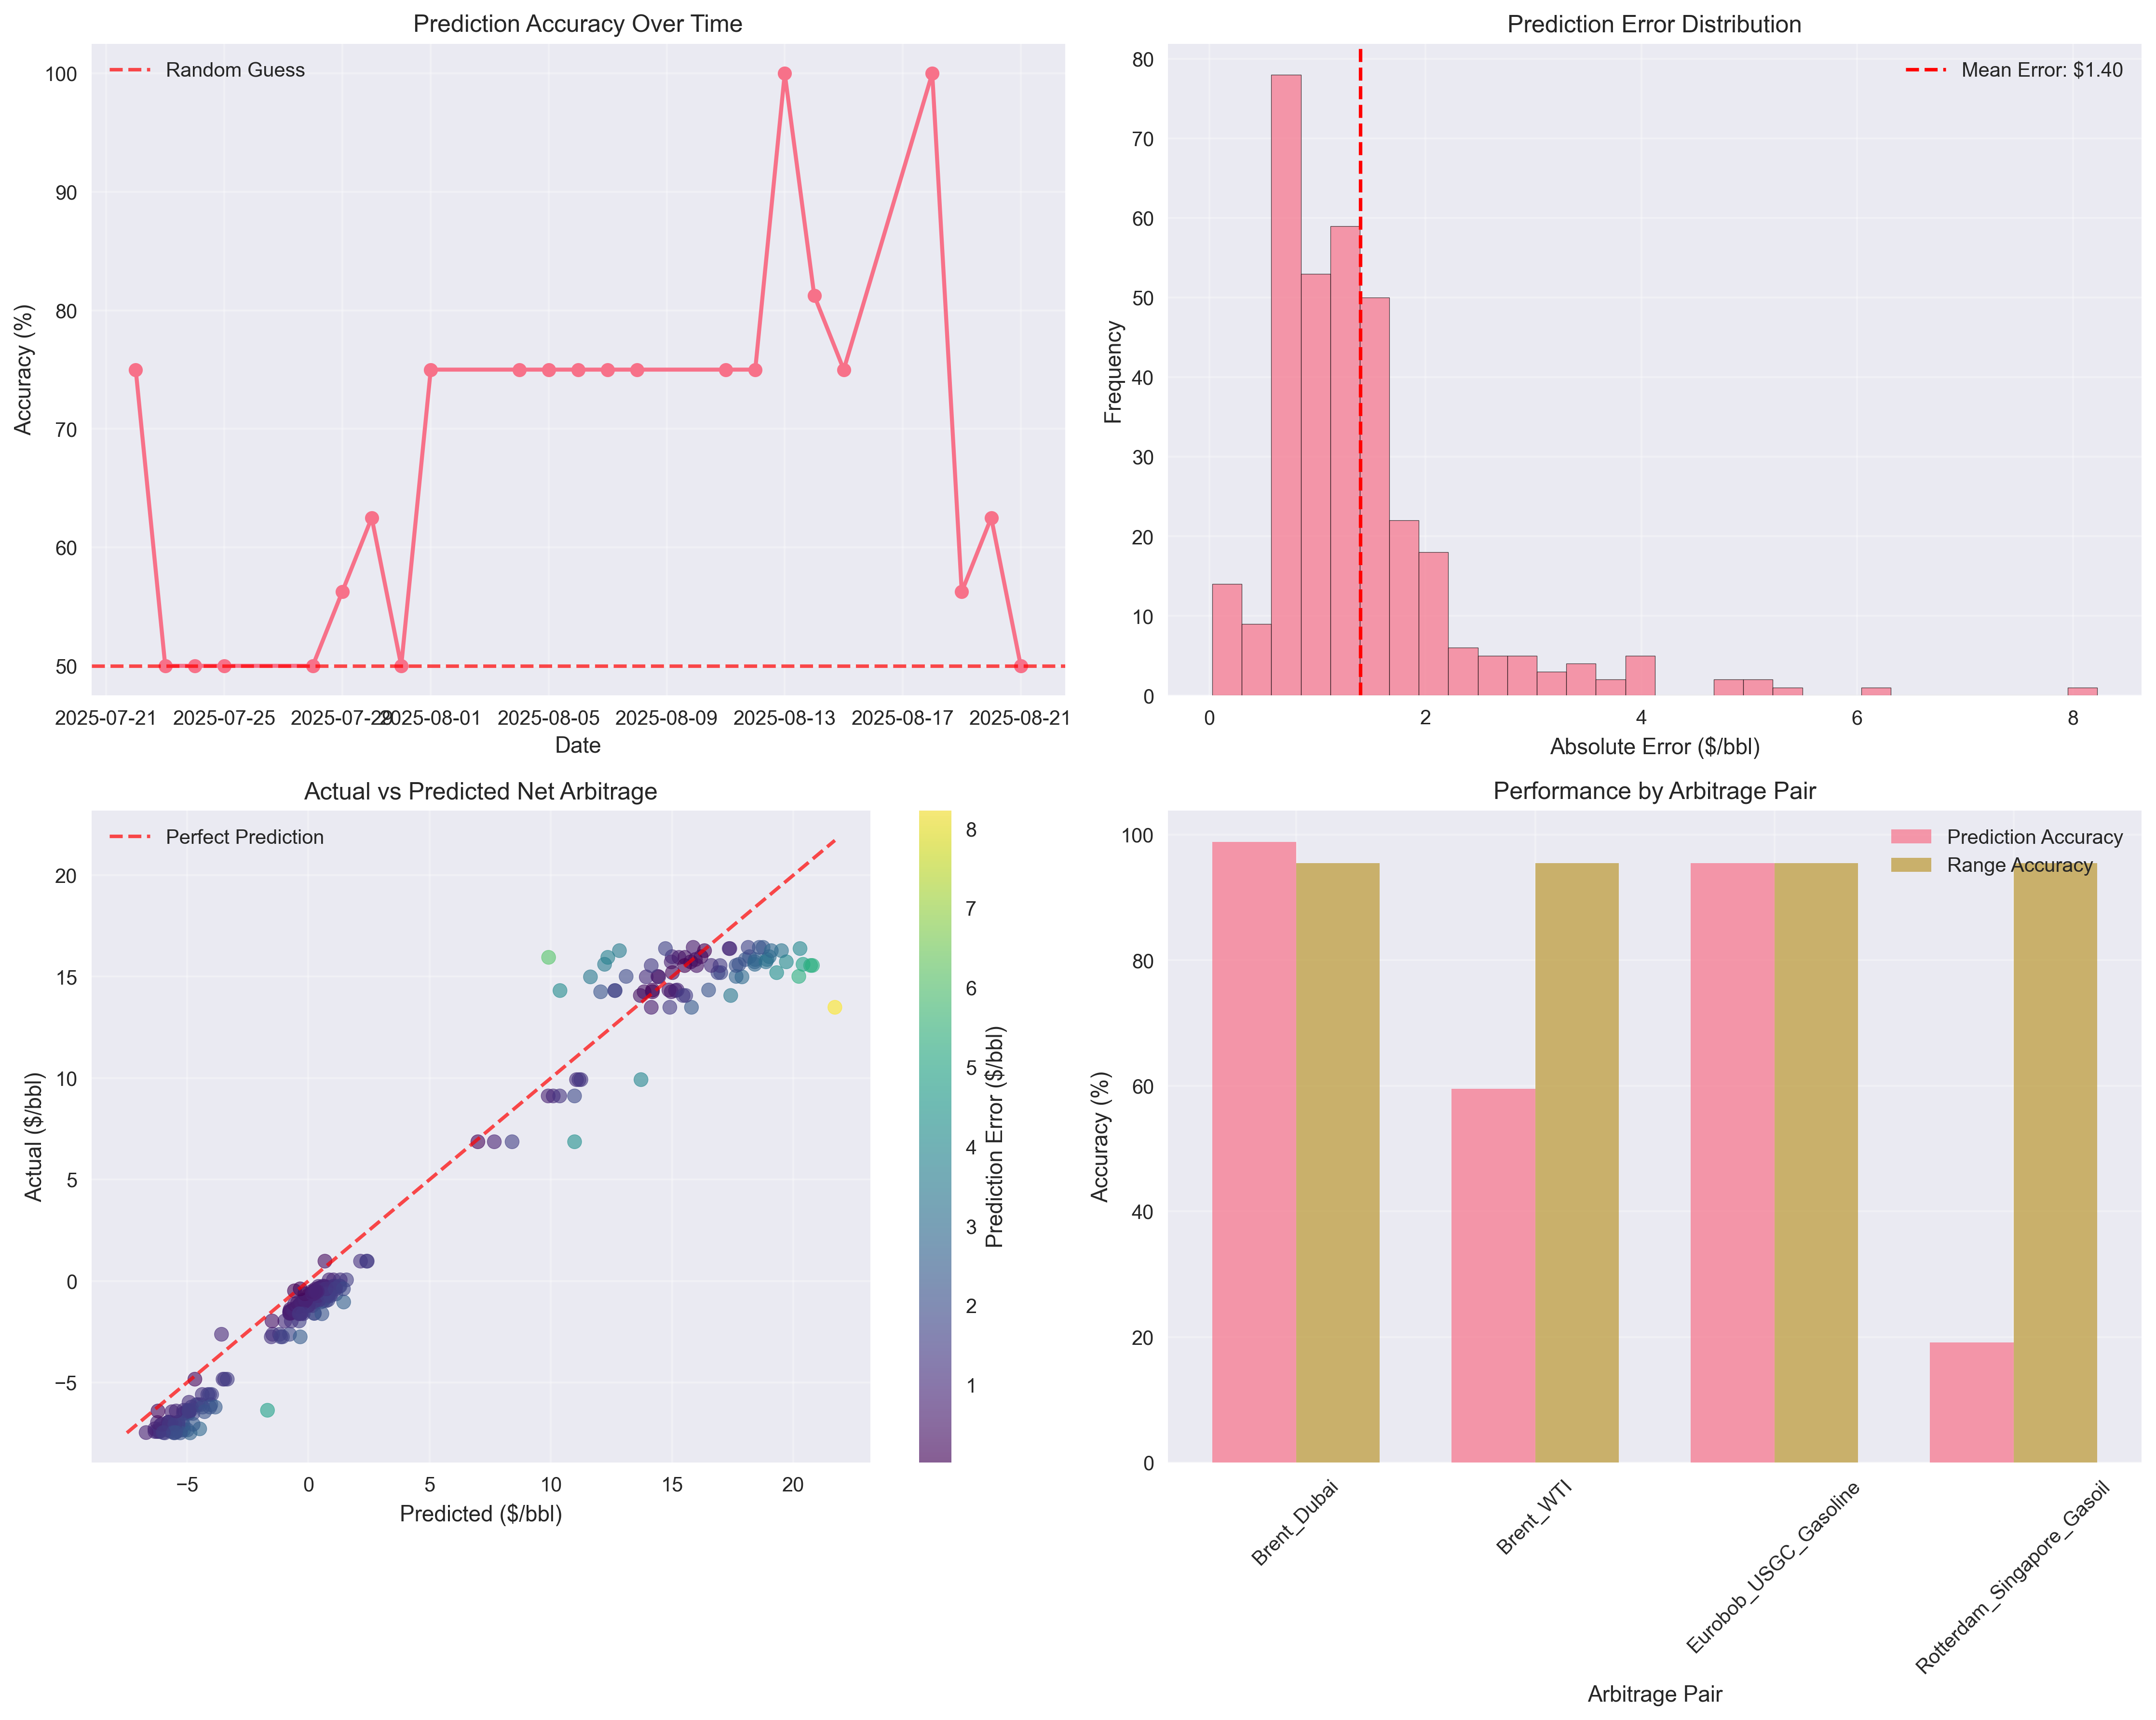 Prediction Accuracy Over Time
Random Guess
Accuracy (%)
100
90
80
70
60
50
2025-07-21
2025-07-25
2025-07-29
2025-08-01
2025-08-05
2025-08-09
2025-08-13
2025-08-17
2025-08-21
Date
Prediction Error Distribution
Mean Error: $1.40
Frequency
80
70
60
50
40
30
20
10
0
0
2
4
6
8
Absolute Error ($/bbl)
Actual vs Predicted Net Arbitrage
Perfect Prediction
Actual ($/bbl)
20
15
10
5
0
−5
−5
0
5
10
15
20
Predicted ($/bbl)
8
7
6
5
4
3
2
1
Prediction Error ($/bbl)
Performance by Arbitrage Pair
Prediction Accuracy
Range Accuracy
Accuracy (%)
100
80
60
40
20
0
Brent_Dubai
Brent_WTI
Eurobob_USGC_Gasoline
Rotterdam_Singapore_Gasoil
Arbitrage Pair